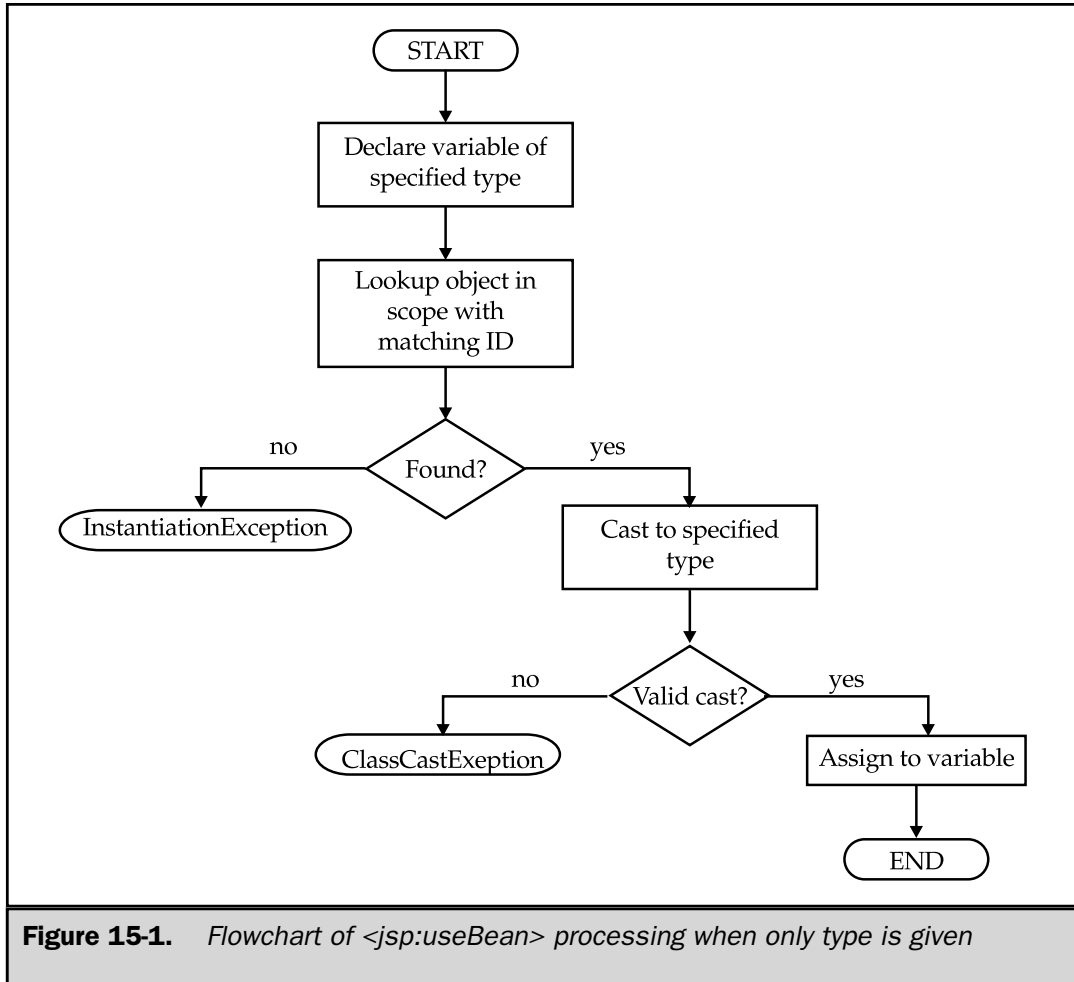 START
Declare variable of
specified type
Lookup object in
scope with
matching ID
no
Found?
yes
InstantiationException
Cast to specified
type
no
Valid cast?
yes
ClassCastExeption
Assign to variable
END
Figure 15-1. Flowchart of <jsp:useBean> processing when only type is given